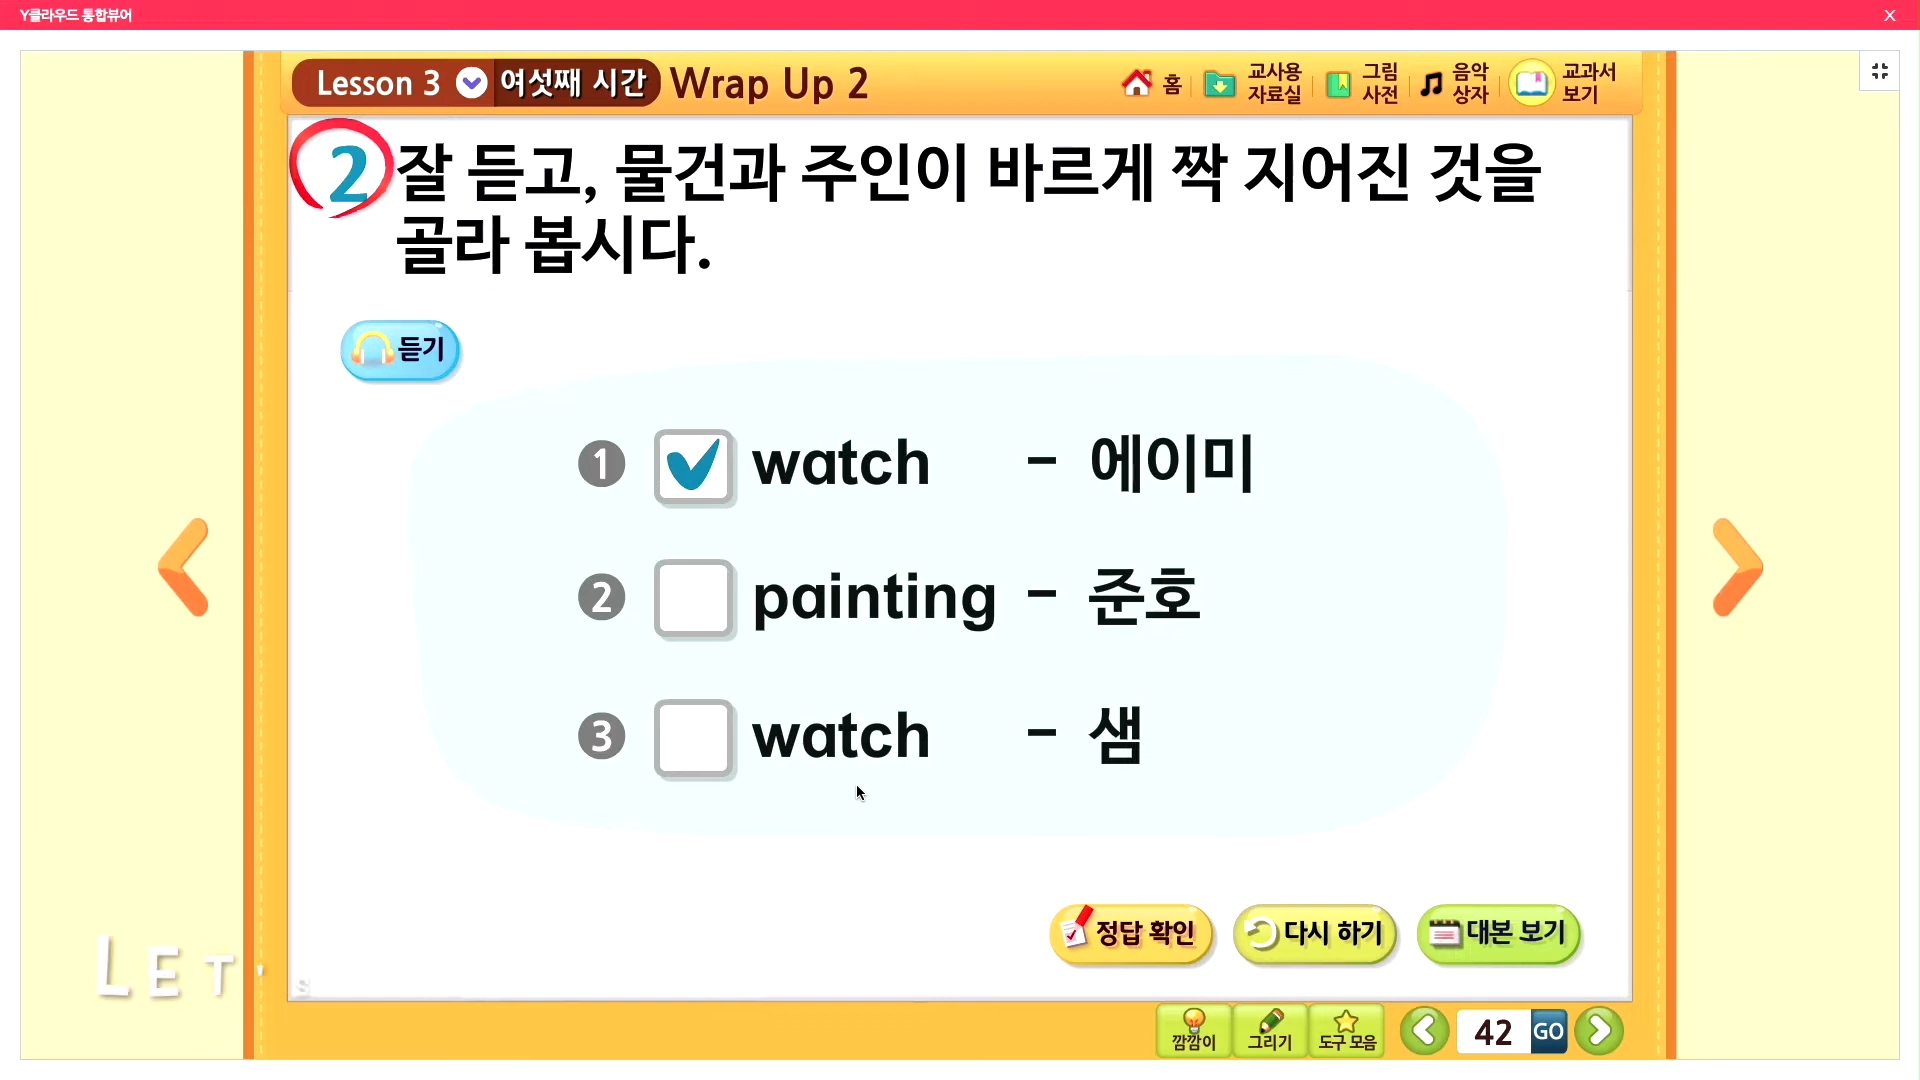 Y클라우드 통합뷰어 X
Lesson 3 여섯째 시간 Wrap Up 2
홈 교사용 자료실 그림 사전 음악 상자 교과서 보기
2 잘 듣고, 물건과 주인이 바르게 짝 지어진 것을
골라 봅시다.
듣기
1 watch - 에이미
2 painting - 준호
3 watch - 샘
정답 확인 다시 하기 대본 보기
LET's
깜깜이 그리기 도구 모음 42 GO